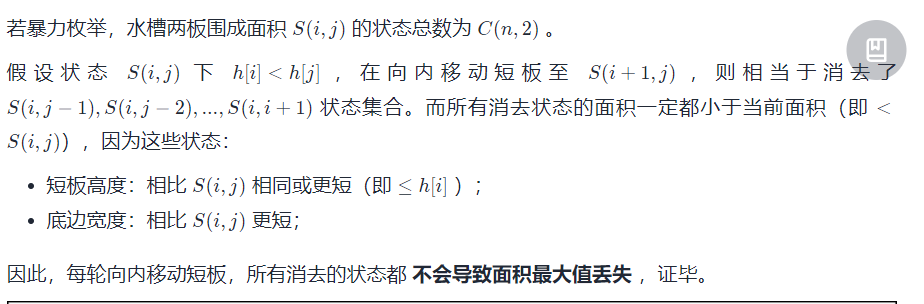 若暴力枚举，水槽两板围成面积 S(i,j) 的状态总数为 C(n,2) 。
假设状态 S(i,j) 下 h[i] < h[j] ，在向内移动短板至 S(i+1,j) ，则相当于消去了
S(i,j−1),S(i,j−2),...,S(i,i+1) 状态集合。而所有消去状态的面积一定都小于当前面积（即 <
S(i,j)），因为这些状态：
• 短板高度：相比 S(i,j) 相同或更短（即 ≤ h[i] ）；
• 底边宽度：相比 S(i,j) 更短；
因此，每轮向内移动短板，所有消去的状态都 不会导致面积最大值丢失 ，证毕。